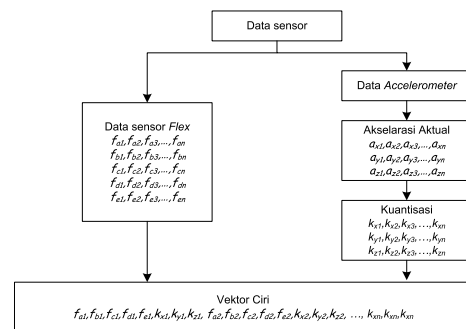 Data sensor
Data Accelerometer
Data sensor Flex
fa1,fa2,fa3,...,fan
fb1,fb2,fb3,...,fbn
fc1,fc2,fc3,...,fcn
fd1,fd2,fd3,...,fdn
fe1,fe2,fe3,...,fen
Akselarasi Aktual
ax1,ax2,ax3,...,axn
ay1,ay2,ay3,...,ayn
az1,az2,az3,...,azn
Kuantisasi
kx1,kx2,kx3,...,kxn
ky1,ky2,ky3,...,kyn
kz1,kz2,kz3,...,kzn
Vektor Ciri
fa1,fb1,fc1,fd1,fe1,kx1,ky1,kz1, fa2,fb2,fc2,fd2,fe2,kx2,ky2,kz2, ..., kxn,kxn,kxn